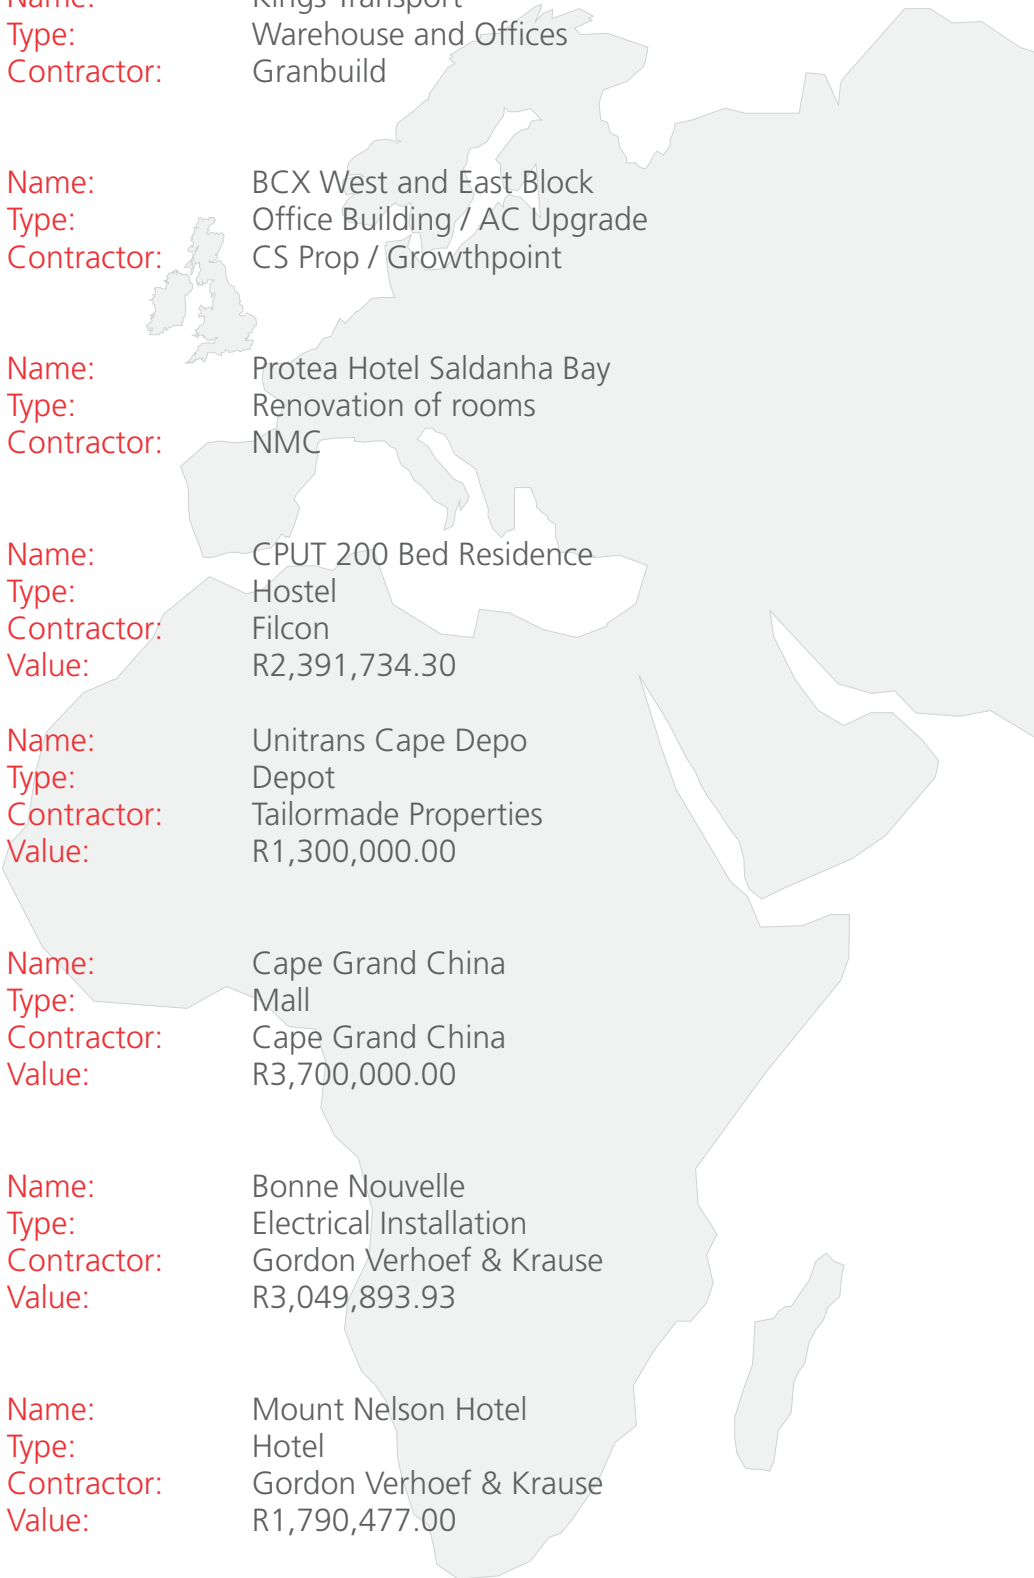 Name: Kings Transport
Type: Warehouse and Offices
Contractor: Granbuild
Name: BCX West and East Block
Type: Office Building / AC Upgrade
Contractor: CS Prop / Growthpoint
Name: Protea Hotel Saldanha Bay
Type: Renovation of rooms
Contractor: NMC
Name: CPUT 200 Bed Residence
Type: Hostel
Contractor: Filcon
Value: R2,391,734.30
Name: Unitrans Cape Depo
Type: Depot
Contractor: Tailormade Properties
Value: R1,300,000.00
Name: Cape Grand China
Type: Mall
Contractor: Cape Grand China
Value: R3,700,000.00
Name: Bonne Nouvelle
Type: Electrical Installation
Contractor: Gordon Verhoef & Krause
Value: R3,049,893.93
Name: Mount Nelson Hotel
Type: Hotel
Contractor: Gordon Verhoef & Krause
Value: R1,790,477.00